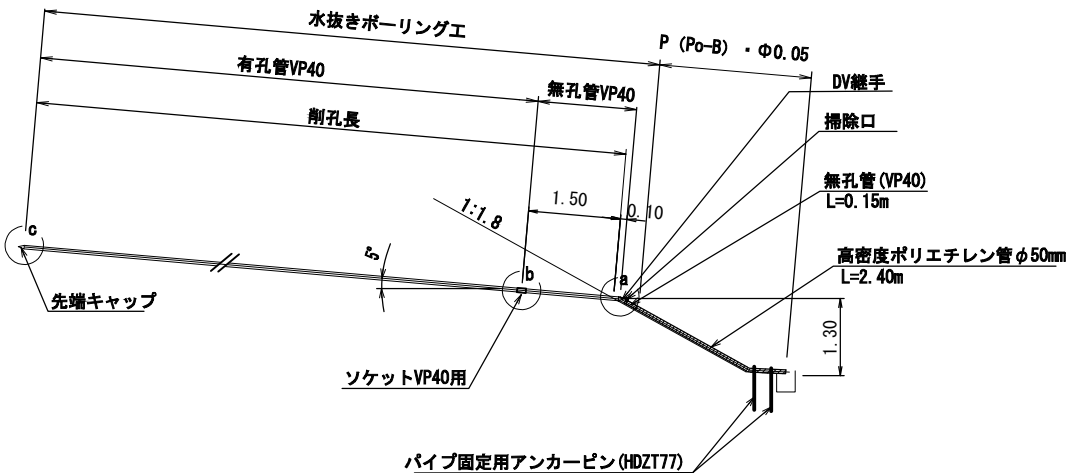 水抜きボーリング工
P (Po-B) ・ Φ0.05
有孔管VP40
無孔管VP40
DV継手
削孔長
掃除口
無孔管(VP40)
L=0.15m
1.50
0.10
1:1.8
c
5°
b
a
高密度ポリエチレン管φ50mm
L=2.40m
先端キャップ
1.30
ソケットVP40用
パイプ固定用アンカーピン(HDZT77)